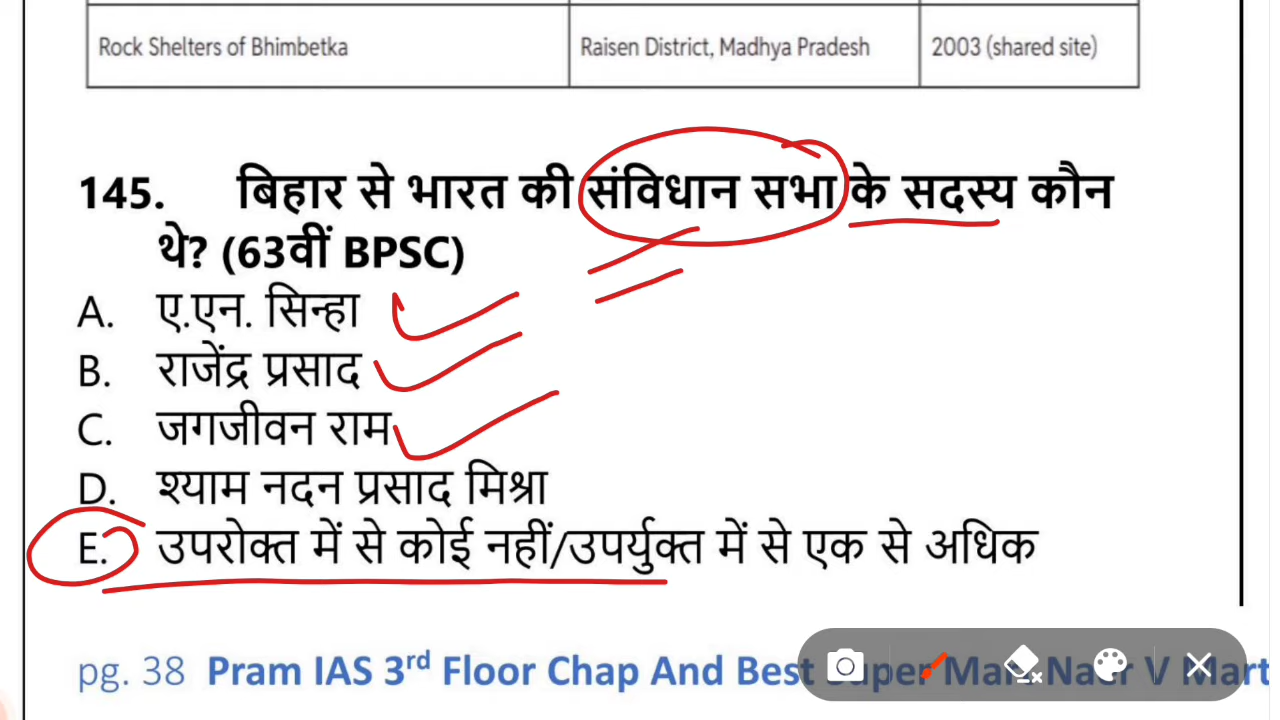 Rock Shelters of Bhimbetka Raisen District, Madhya Pradesh 2003 (shared site)
145. बिहार से भारत की संविधान सभा के सदस्य कौन
थे? (63वीं BPSC)
A. ए.एन. सिन्हा
B. राजेंद्र प्रसाद
C. जगजीवन राम
D. श्याम नदन प्रसाद मिश्रा
E. उपरोक्त में से कोई नहीं/उपर्युक्त में से एक से अधिक
pg. 38 Pram IAS 3rd Floor Chap And Best V Mart